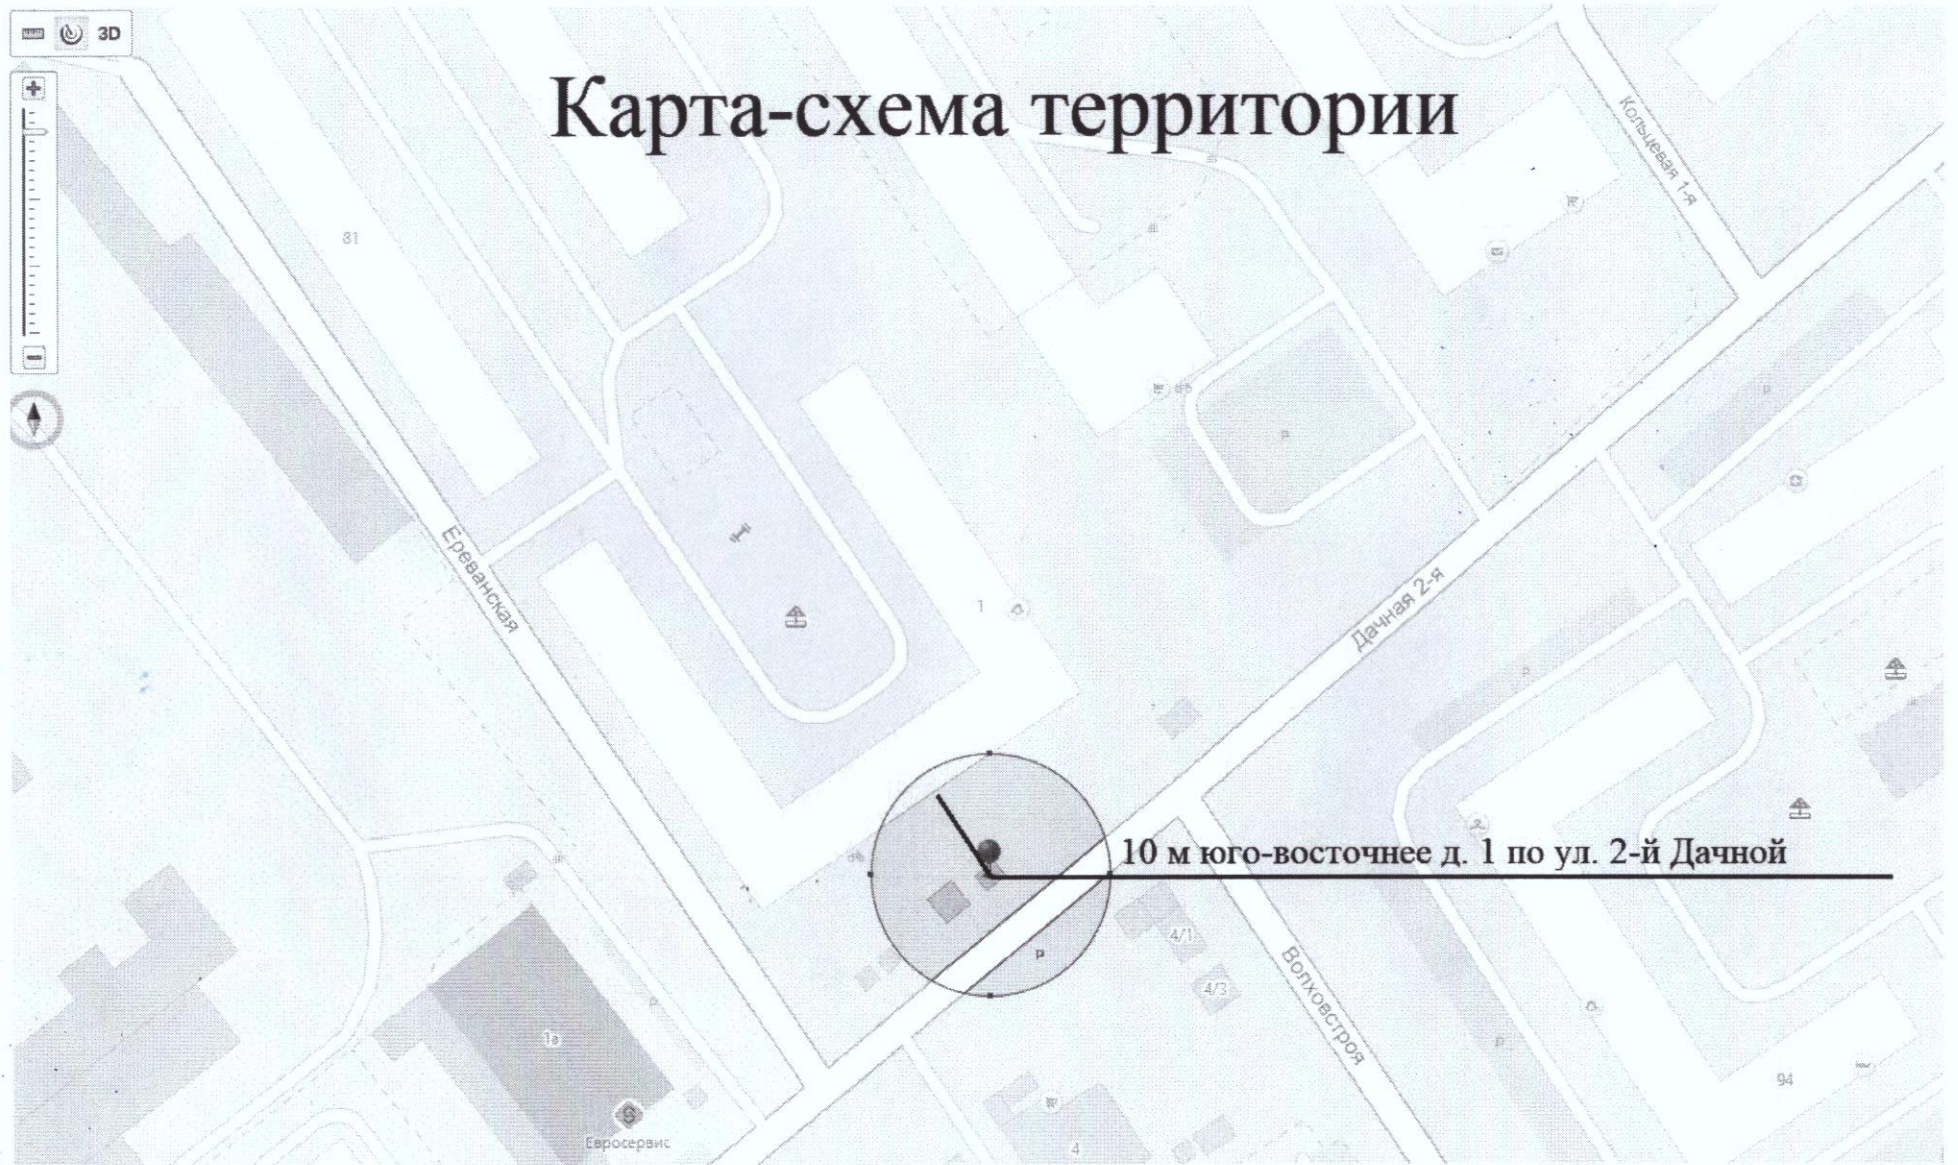 3D
Карта-схема территории
Кольцевая 1-я
81
P
P
Ереванская
1
Дачная 2-я
P
10 м юго-восточнее д. 1 по ул. 2-й Дачной
4/1
P
4/3
Волховстроя
P
1а
P
94
Евросервис
4